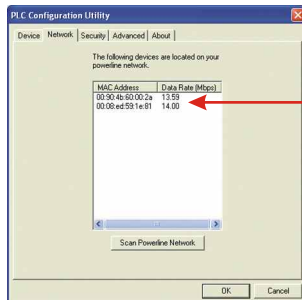 PLC Configuration Utility
Device Network Security Advanced About
The following devices are located on your
powerline network.
MAC Address Data Rate (Mbps)
00:90:4b:60:00:2a 13.59
00:08:ed:59:1e:81 14.00
Scan Powerline Network
OK Cancel